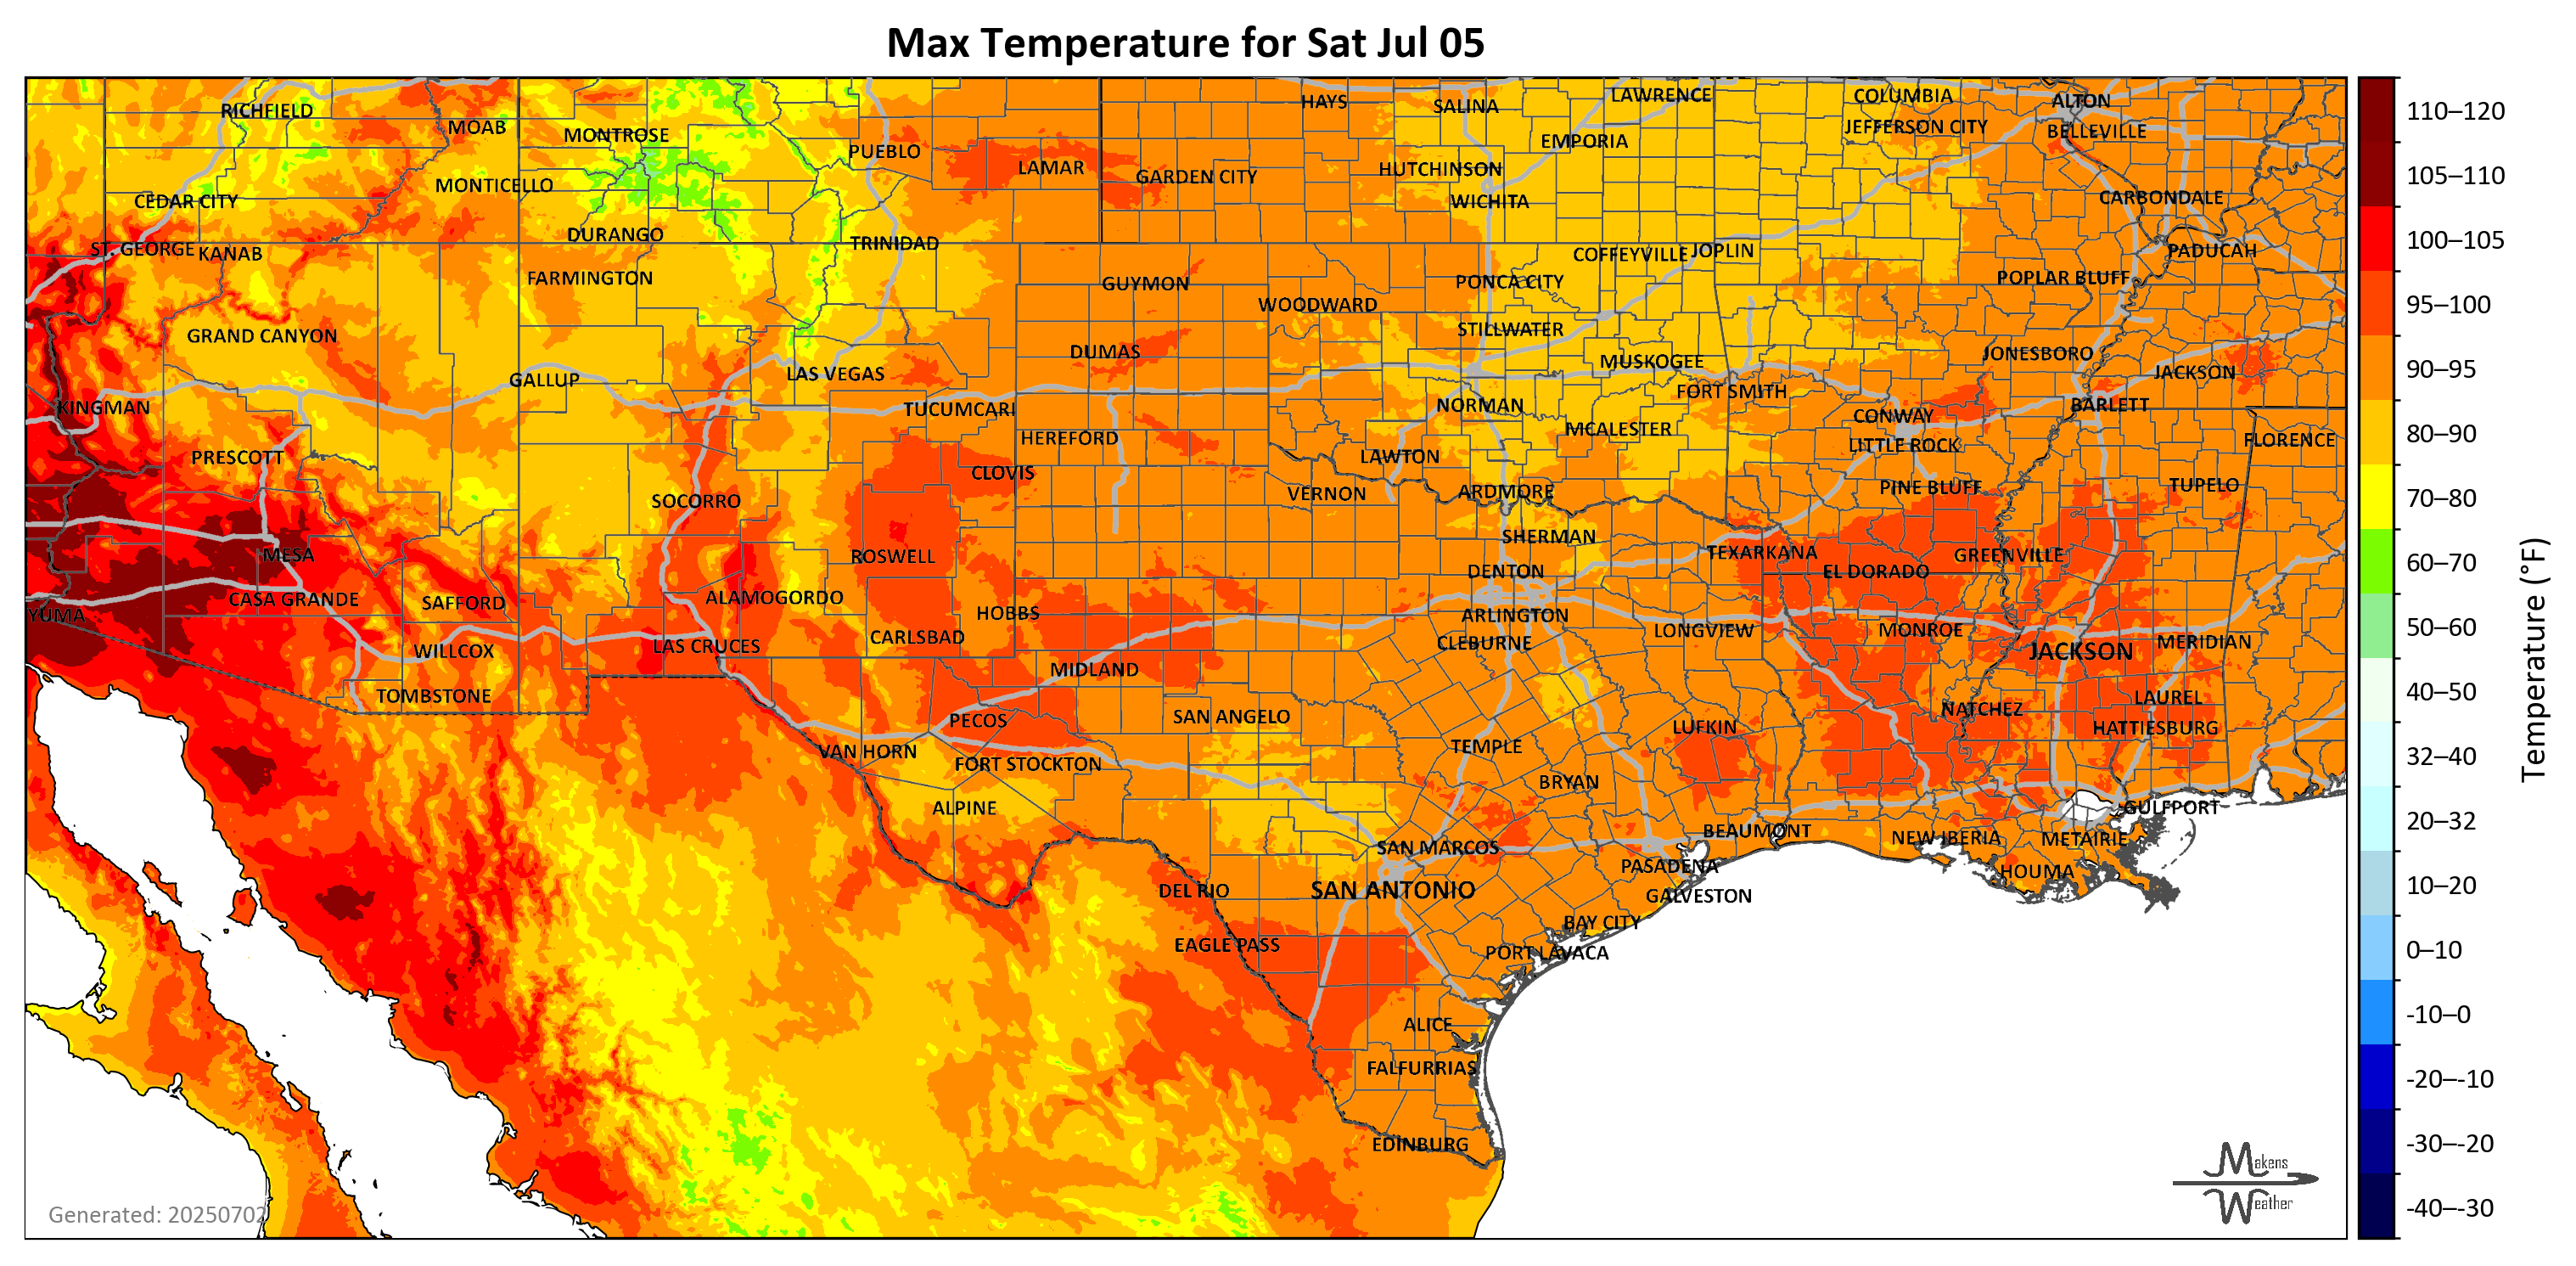 Max Temperature for Sat Jul 05
RICHFIELD
MOAB
MONTROSE
PUEBLO
LAMAR
HAYS
SALINA
LAWRENCE
COLUMBIA
ALTON
JEFFERSON CITY
BELLEVILLE
EMPORIA
GARDEN CITY
HUTCHINSON
MONTICELLO
CEDAR CITY
WICHITA
CARBONDALE
DURANGO
TRINIDAD
ST. GEORGE
KANAB
COFFEYVILLE
JOPLIN
PADUCAH
FARMINGTON
GUYMON
PONCA CITY
POPLAR BLUFF
WOODWARD
GRAND CANYON
STILLWATER
DUMAS
JONESBORO
GALLUP
LAS VEGAS
MUSKOGEE
JACKSON
FORT SMITH
KINGMAN
TUCUMCARI
NORMAN
BARLETT
CONWAY
HEREFORD
MCALESTER
LITTLE ROCK
FLORENCE
PRESCOTT
CLOVIS
LAWTON
SOCORRO
VERNON
ARDMORE
PINE BLUFF
TUPELO
MESA
ROSWELL
SHERMAN
TEXARKANA
GREENVILLE
DENTON
EL DORADO
CASA GRANDE
SAFFORD
ALAMOGORDO
YUMA
HOBBS
ARLINGTON
CARLSBAD
CLEBURNE
LONGVIEW
MONROE
JACKSON
MERIDIAN
LAS CRUCES
WILLCOX
MIDLAND
TOMBSTONE
LAUREL
PECOS
SAN ANGELO
LUFKIN
NATCHEZ
HATTIESBURG
VAN HORN
FORT STOCKTON
TEMPLE
BRYAN
ALPINE
GULFPORT
BEAUMONT
NEW IBERIA
METAIRIE
SAN MARCOS
PASADENA
HOUMA
DEL RIO
SAN ANTONIO
GALVESTON
BAY CITY
EAGLE PASS
PORT LAVACA
ALICE
FALFURRIAS
EDINBURG
Generated: 20250702
Makens
Weather
110–120
105–110
100–105
95–100
90–95
80–90
70–80
60–70
50–60
40–50
32–40
20–32
10–20
0–10
-10–0
-20–-10
-30–-20
-40–-30
Temperature (°F)